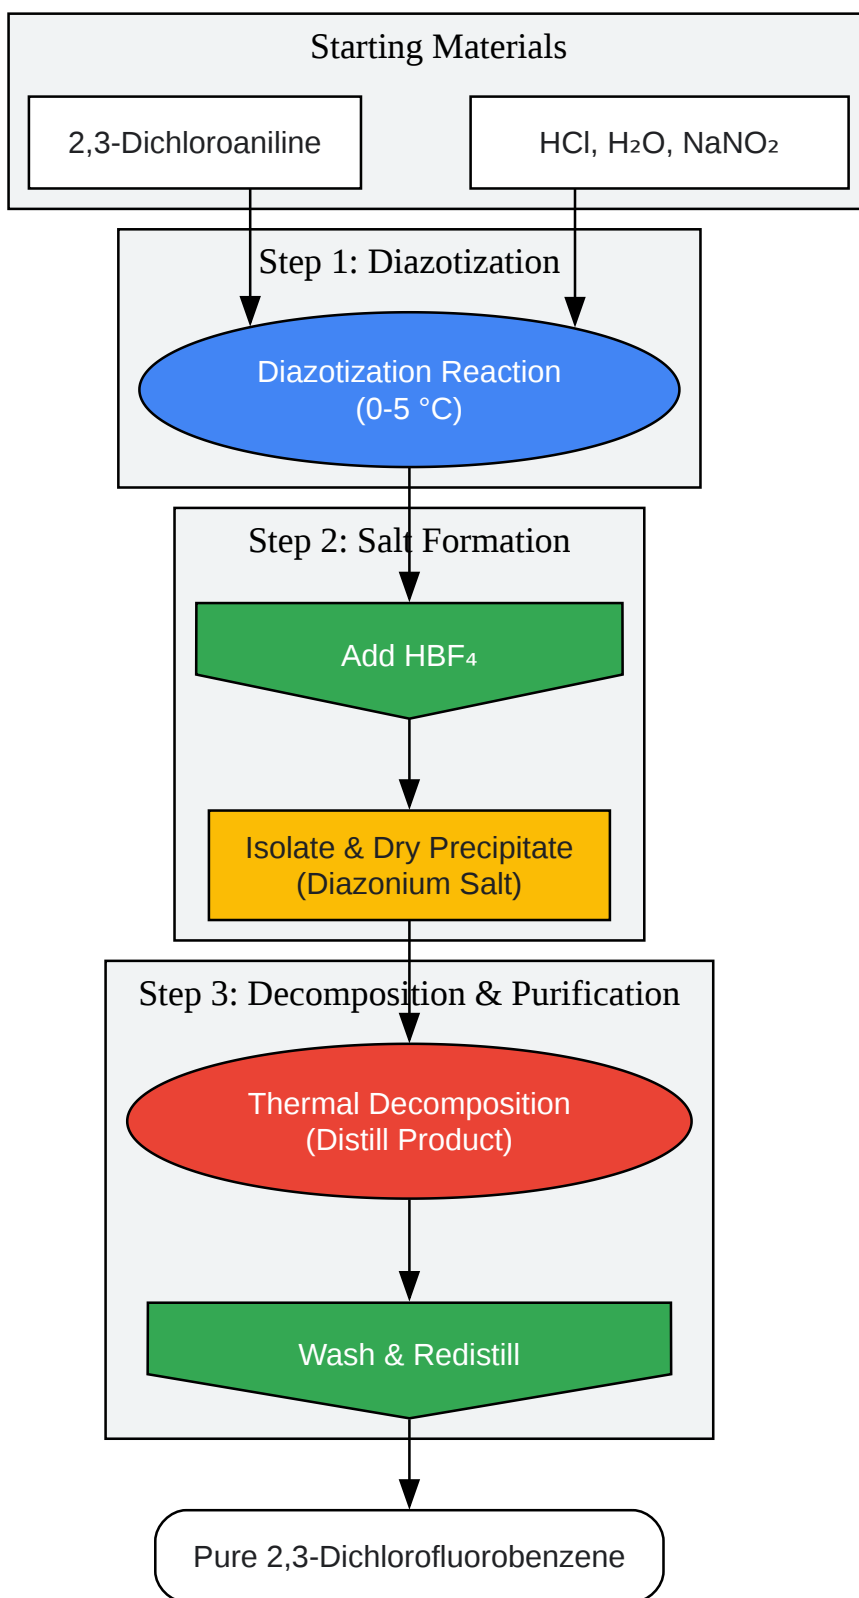 Starting Materials
2,3-Dichloroaniline
HCl, H₂O, NaNO₂
Step 1: Diazotization
Diazotization Reaction
(0-5 °C)
Step 2: Salt Formation
Add HBF₄
Isolate & Dry Precipitate
(Diazonium Salt)
Step 3: Decomposition & Purification
Thermal Decomposition
(Distill Product)
Wash & Redistill
Pure 2,3-Dichlorofluorobenzene